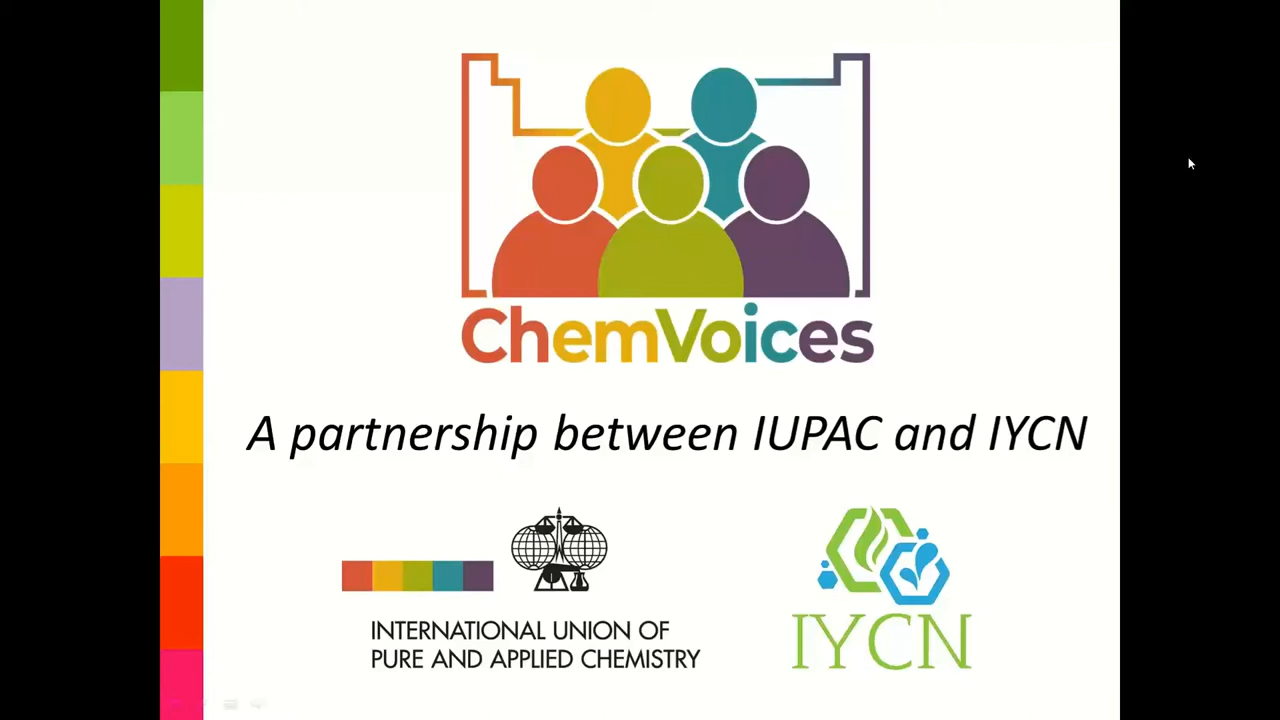 ChemVoices
A partnership between IUPAC and IYCN
INTERNATIONAL UNION OF
PURE AND APPLIED CHEMISTRY
IYCN